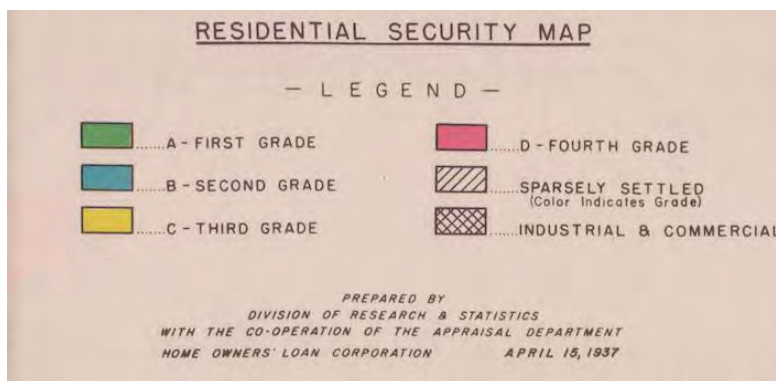 RESIDENTIAL SECURITY MAP
— LEGEND —
......A - FIRST GRADE
......B - SECOND GRADE
......C - THIRD GRADE
......D - FOURTH GRADE
......SPARSELY SETTLED
(Color Indicates Grade)
......INDUSTRIAL & COMMERCIAL
PREPARED BY
DIVISION OF RESEARCH & STATISTICS
WITH THE CO-OPERATION OF THE APPRAISAL DEPARTMENT
HOME OWNERS' LOAN CORPORATION APRIL 15, 1937